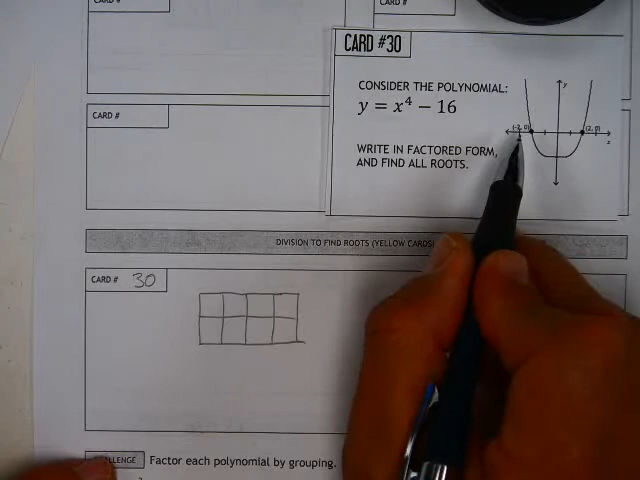 CARD #
CARD #
CARD #30
CONSIDER THE POLYNOMIAL:
y = x⁴ − 16
WRITE IN FACTORED FORM,
AND FIND ALL ROOTS.
y
(-2, 0)
(2, 0)
x
CARD #
DIVISION TO FIND ROOTS (YELLOW CARDS)
CARD # 30
CHALLENGE Factor each polynomial by grouping.